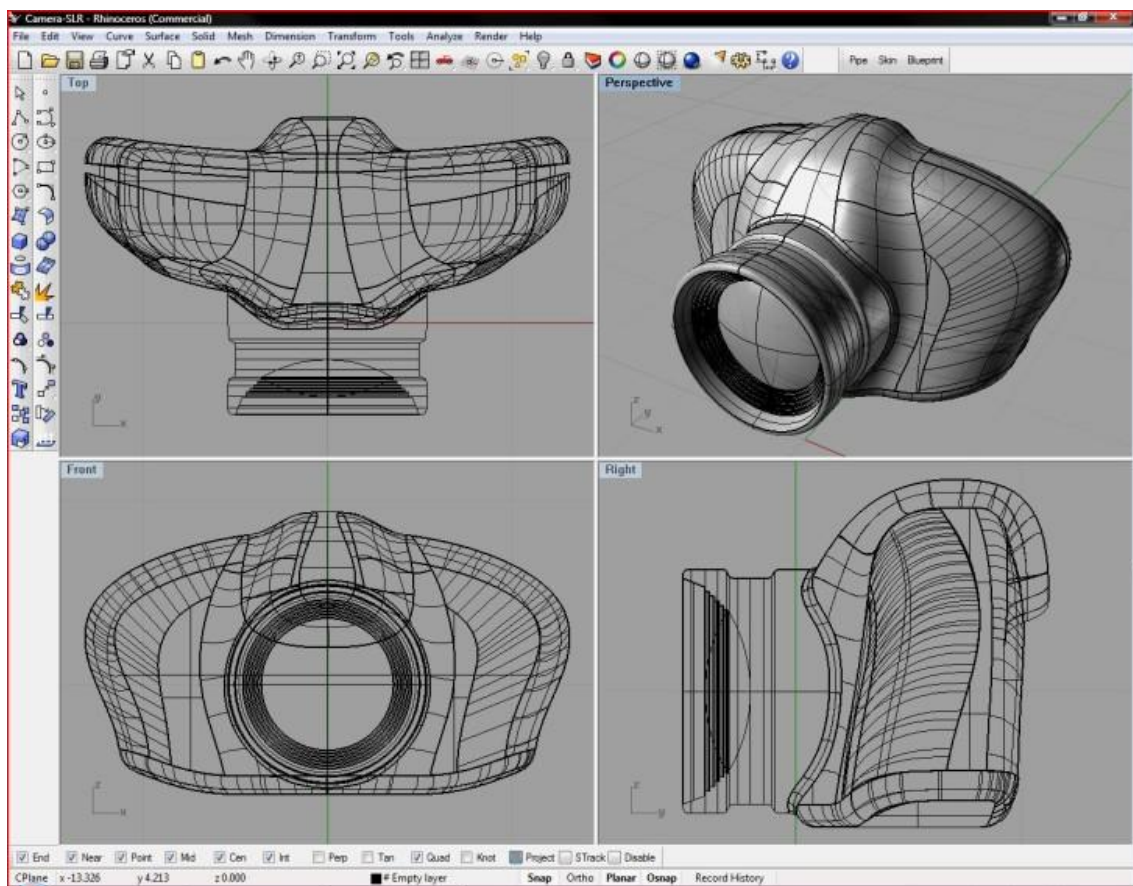 Camera-SLR - Rhinoceros (Commercial)
File Edit View Curve Surface Solid Mesh Dimension Transform Tools Analyze Render Help
Pipe Skin Blueprint
Top
Perspective
y
x
z
y
x
Front
Right
z
x
z
y
End Near Point Mid Cen Int Perp Tan Quad Knot Project STrack Disable
CPlane x -13.326 y 4.213 z 0.000 # Empty layer Snap Ortho Planar Osnap Record History